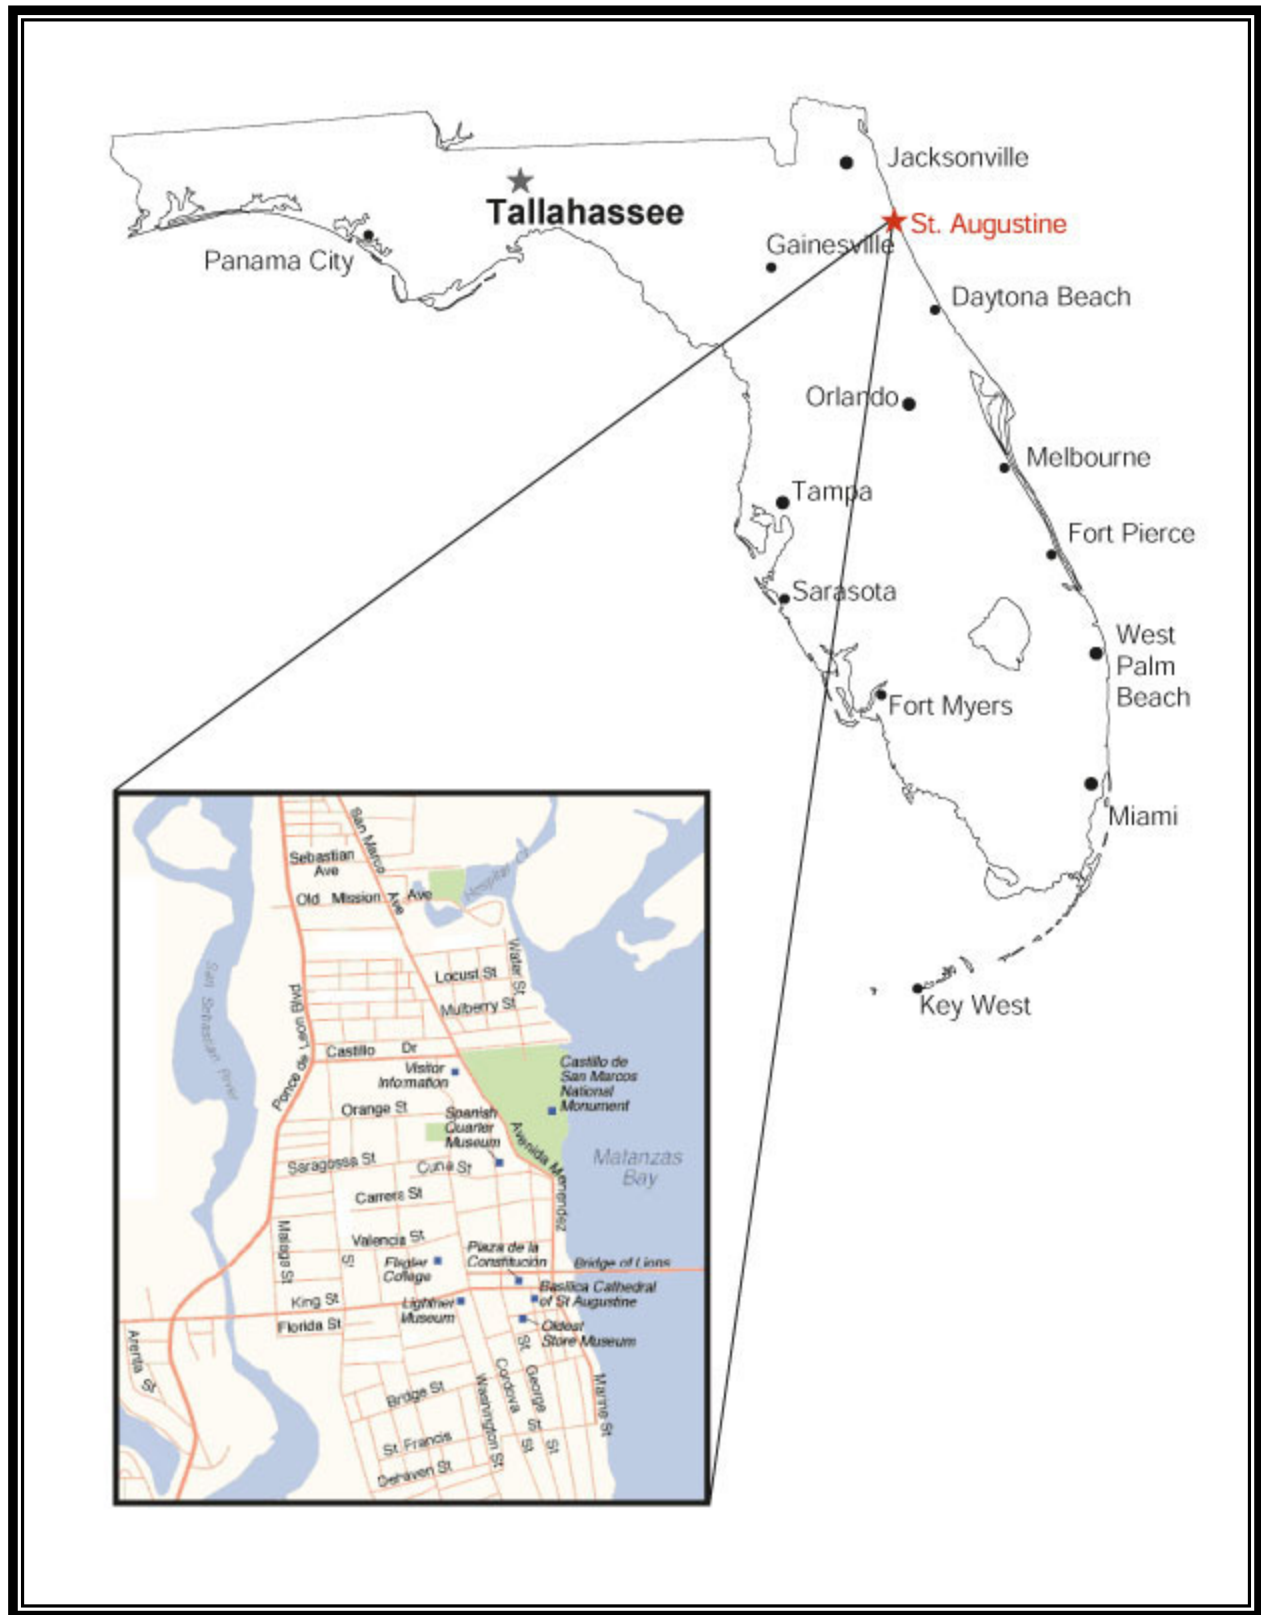 Jacksonville
Tallahassee
St. Augustine
Gainesville
Panama City
Daytona Beach
Orlando
Melbourne
Tampa
Fort Pierce
Sarasota
West
Palm
Beach
Fort Myers
Miami
Key West
San Marco
Ave
Sebastian
Ave
Old Mission
Ave
Hospital Cr
San Sebastian River
Water St
Locust St
Mulberry St
Ponce de Leon Blvd
Castillo Dr
Visitor
Information
Castillo de
San Marcos
National
Monument
Orange St
Spanish
Quarter
Museum
Avenida Menendez
Saragossa St
Cuna St
Matanzas
Bay
Carrera St
Malaga St
Valencia St
St
Plaza de la
Constitución
Bridge of Lions
Flagler
College
Basilica Cathedral
of St Augustine
King St
Lightner
Museum
Florida St
Oldest
Store Museum
St
Arenta
St
Bridge St
Washington St
Cordova
St
George
St
St
Marine St
St Francis
Dehaven St